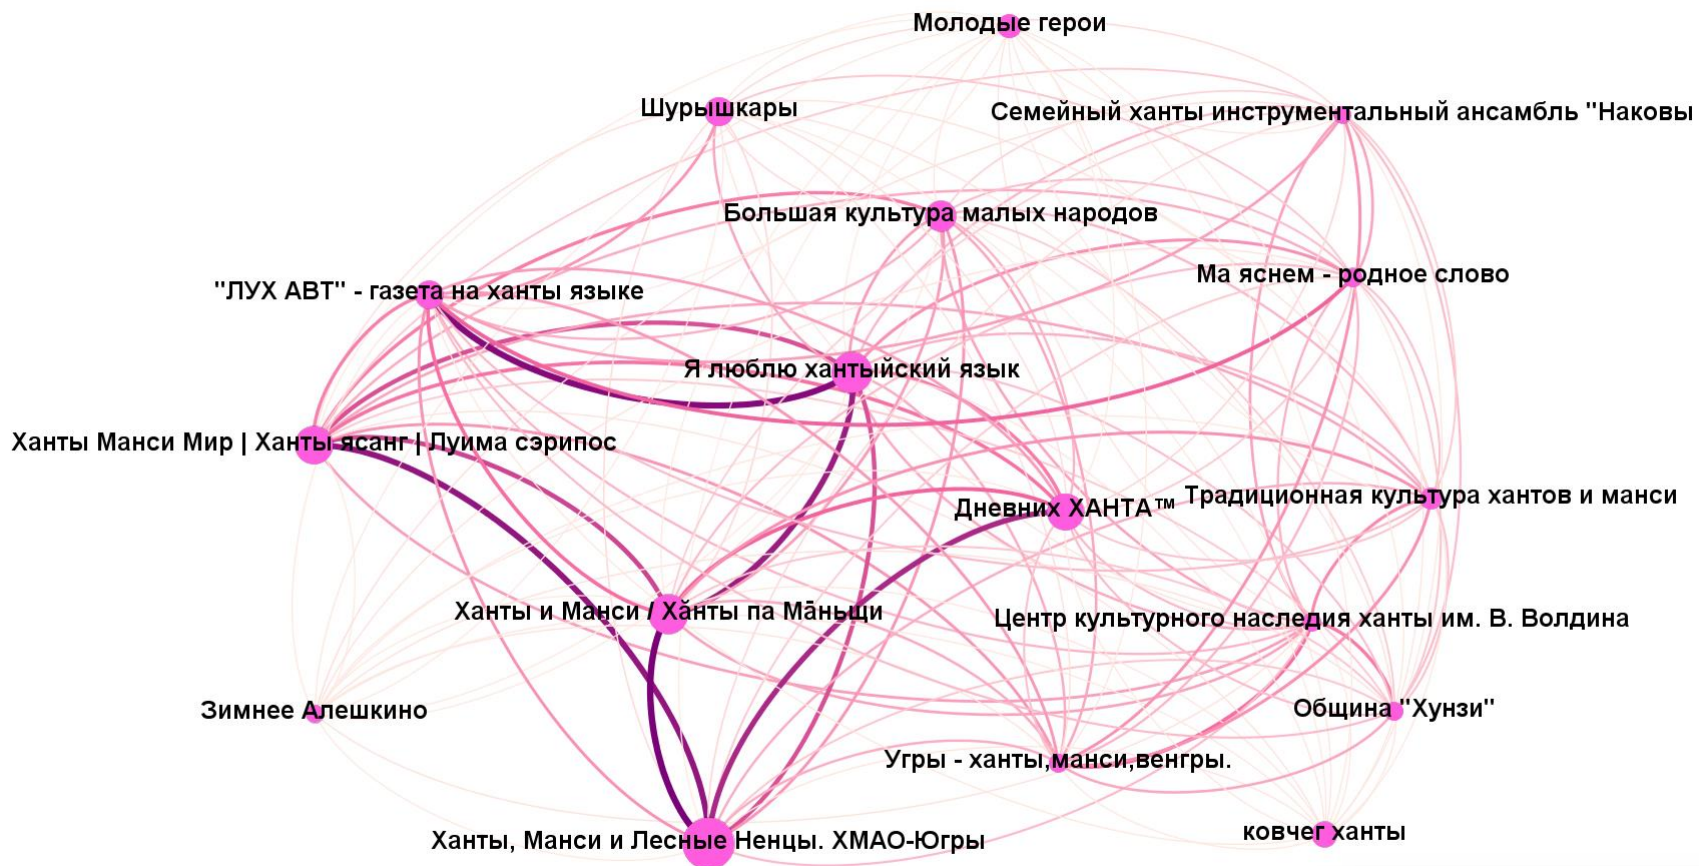 Молодые герои
Шурышкары
Семейный ханты инструментальный ансамбль "Наковы
Большая культура малых народов
Ма яснем - родное слово
"ЛУХ АВТ" - газета на ханты языке
Я люблю хантыйский язык
Ханты Манси Мир | Ханты ясанг | Луима сэрипос
Традиционная культура хантов и манси
Дневних ХАНТА™
Ханты и Манси / Хӑнты па Ма̄ньщи
Центр культурного наследия ханты им. В. Волдина
Зимнее Алешкино
Община "Хунзи"
Угры - ханты,манси,венгры.
Ханты, Манси и Лесные Ненцы. ХМАО-Югры
ковчег ханты